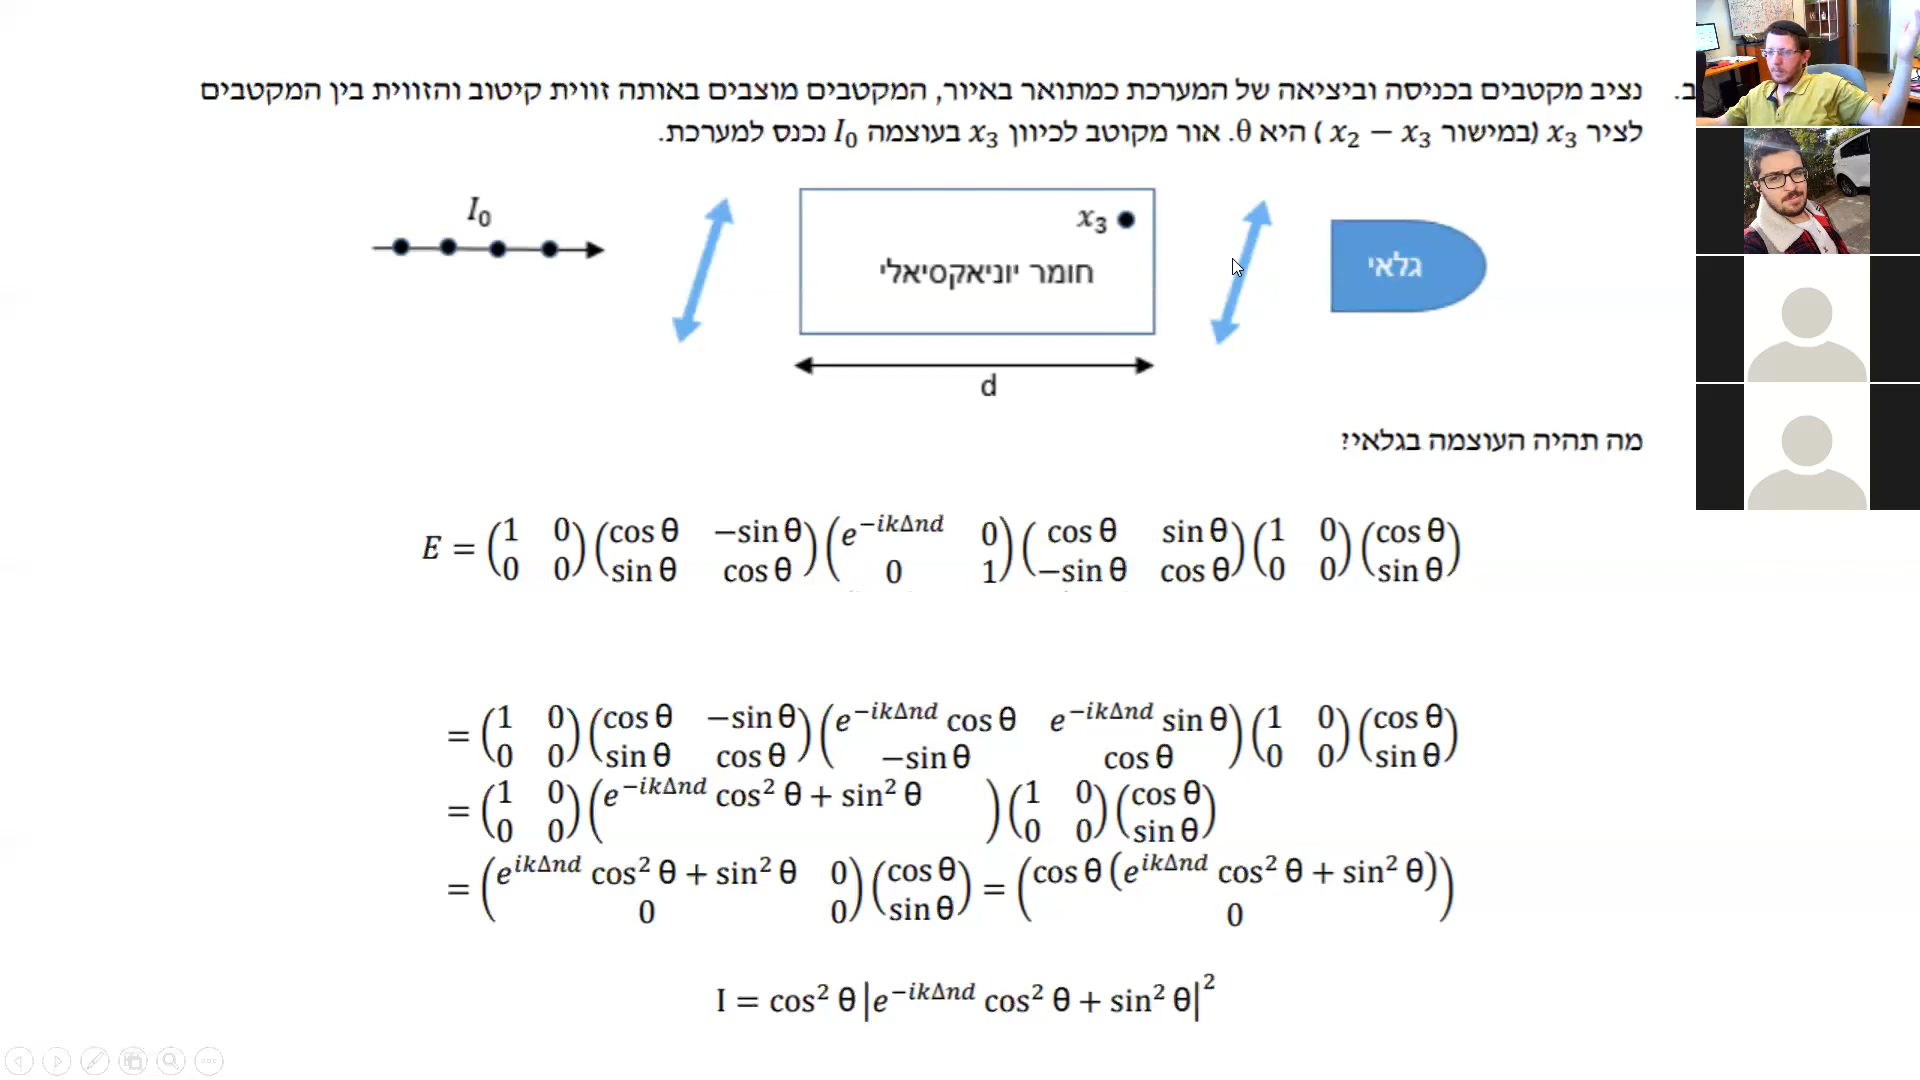 ב. נציב מקטבים בכניסה וביציאה של המערכת כמתואר באיור, המקטבים מוצבים באותה זווית קיטוב והזווית בין המקטבים
לציר x₃ (במישור x₂ − x₃ ) היא θ. אור מקוטב לכיוון x₃ בעוצמה I₀ נכנס למערכת.
I₀
x₃
חומר יוניאקסיאלי
גלאי
d
מה תהיה העוצמה בגלאי?
E = (1 0; 0 0)(cos θ −sin θ; sin θ cos θ)(e^{−ikΔnd} 0; 0 1)(cos θ sin θ; −sin θ cos θ)(1 0; 0 0)(cos θ; sin θ)
= (1 0; 0 0)(cos θ −sin θ; sin θ cos θ)(e^{−ikΔnd} cos θ e^{−ikΔnd} sin θ; −sin θ cos θ)(1 0; 0 0)(cos θ; sin θ)
= (1 0; 0 0)(e^{−ikΔnd} cos² θ + sin² θ )(1 0; 0 0)(cos θ; sin θ)
= (e^{ikΔnd} cos² θ + sin² θ 0; 0 0)(cos θ; sin θ) = (cos θ (e^{ikΔnd} cos² θ + sin² θ); 0)
I = cos² θ |e^{−ikΔnd} cos² θ + sin² θ|²